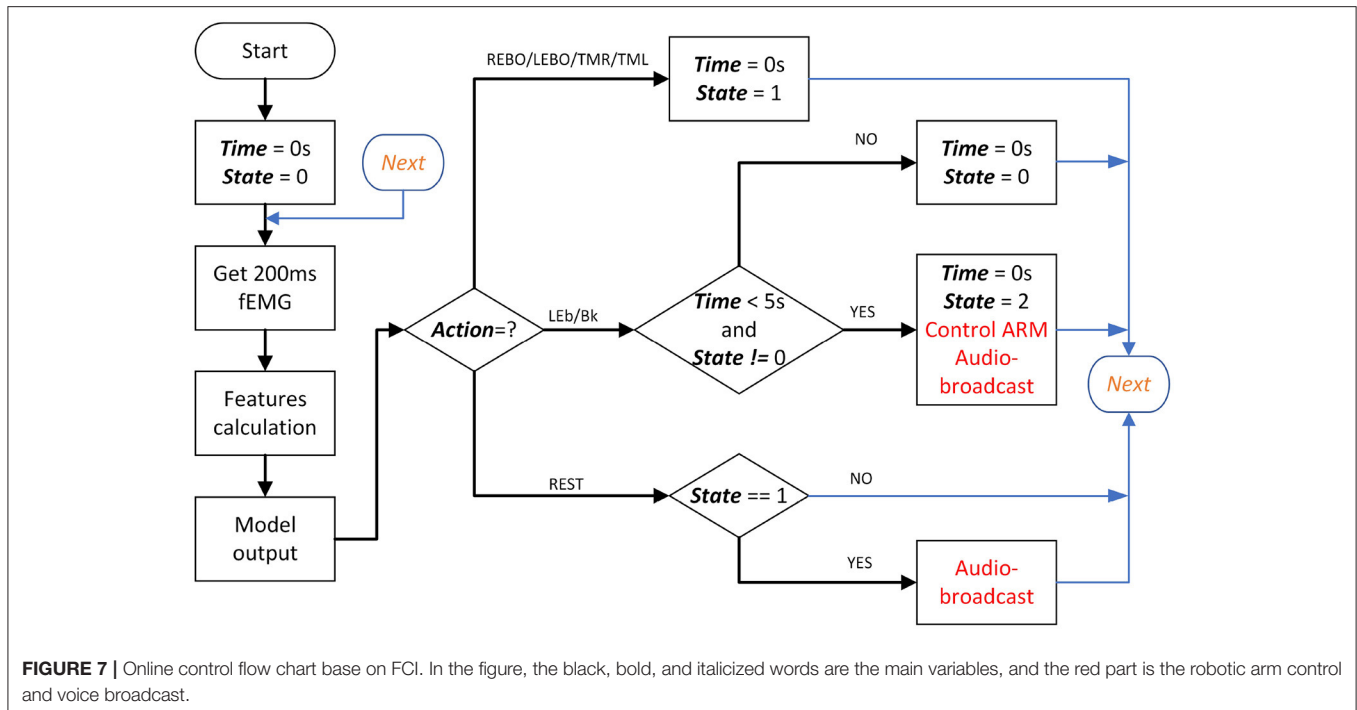 Start
Time = 0s
State = 0
Next
Get 200ms
fEMG
Features
calculation
Model
output
Action=?
REBO/LEBO/TMR/TML
Time = 0s
State = 1
LEb/Bk
Time < 5s
and
State != 0
NO
Time = 0s
State = 0
YES
Time = 0s
State = 2
Control ARM
Audio-
broadcast
Next
REST
State == 1
NO
YES
Audio-
broadcast
FIGURE 7 | Online control flow chart base on FCI. In the figure, the black, bold, and italicized words are the main variables, and the red part is the robotic arm control
and voice broadcast.